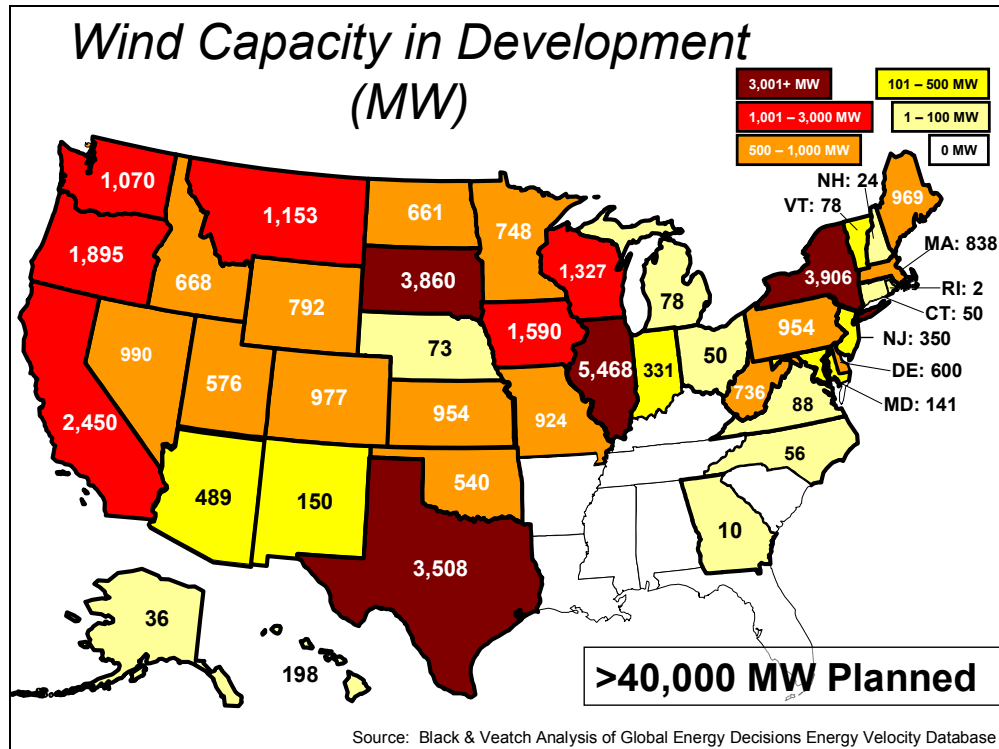 Wind Capacity in Development
(MW)
3,001+ MW
101 – 500 MW
1,001 – 3,000 MW
1 – 100 MW
500 – 1,000 MW
0 MW
NH: 24
VT: 78
969
MA: 838
RI: 2
CT: 50
NJ: 350
DE: 600
MD: 141
1,070
1,153
661
748
1,895
668
3,860
1,327
3,906
792
78
990
73
1,590
954
576
977
5,468
331
50
2,450
954
924
736
88
56
489
150
540
10
3,508
36
198
>40,000 MW Planned
Source: Black & Veatch Analysis of Global Energy Decisions Energy Velocity Database